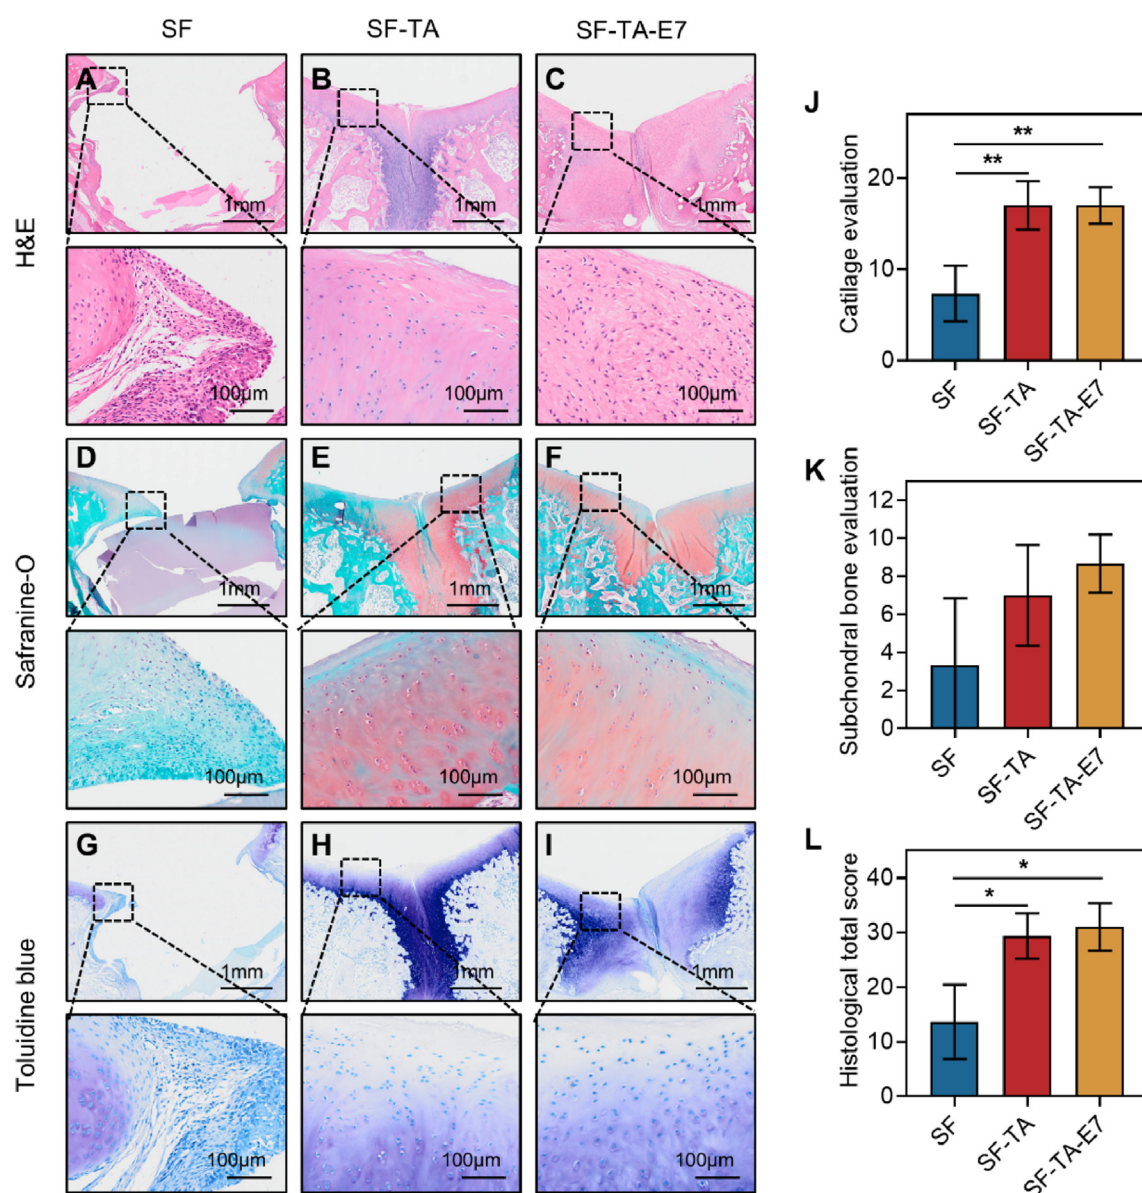 SF
SF-TA
SF-TA-E7
H&E
A
1mm
B
1mm
C
1mm
100μm
100μm
100μm
Safranine-O
D
1mm
E
1mm
F
1mm
100μm
100μm
100μm
Toluidine blue
G
1mm
H
1mm
I
1mm
100μm
100μm
100μm
J
Catilage evaluation
20
10
0
**
**
SF
SF-TA
SF-TA-E7
K
Subchondral bone evaluation
12
10
8
6
4
2
0
SF
SF-TA
SF-TA-E7
L
Histological total score
40
30
20
10
0
*
*
SF
SF-TA
SF-TA-E7